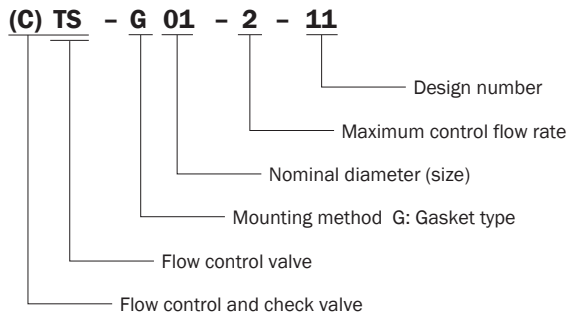 (C) TS – G 01 – 2 – 11
Design number
Maximum control flow rate
Nominal diameter (size)
Mounting method G: Gasket type
Flow control valve
Flow control and check valve